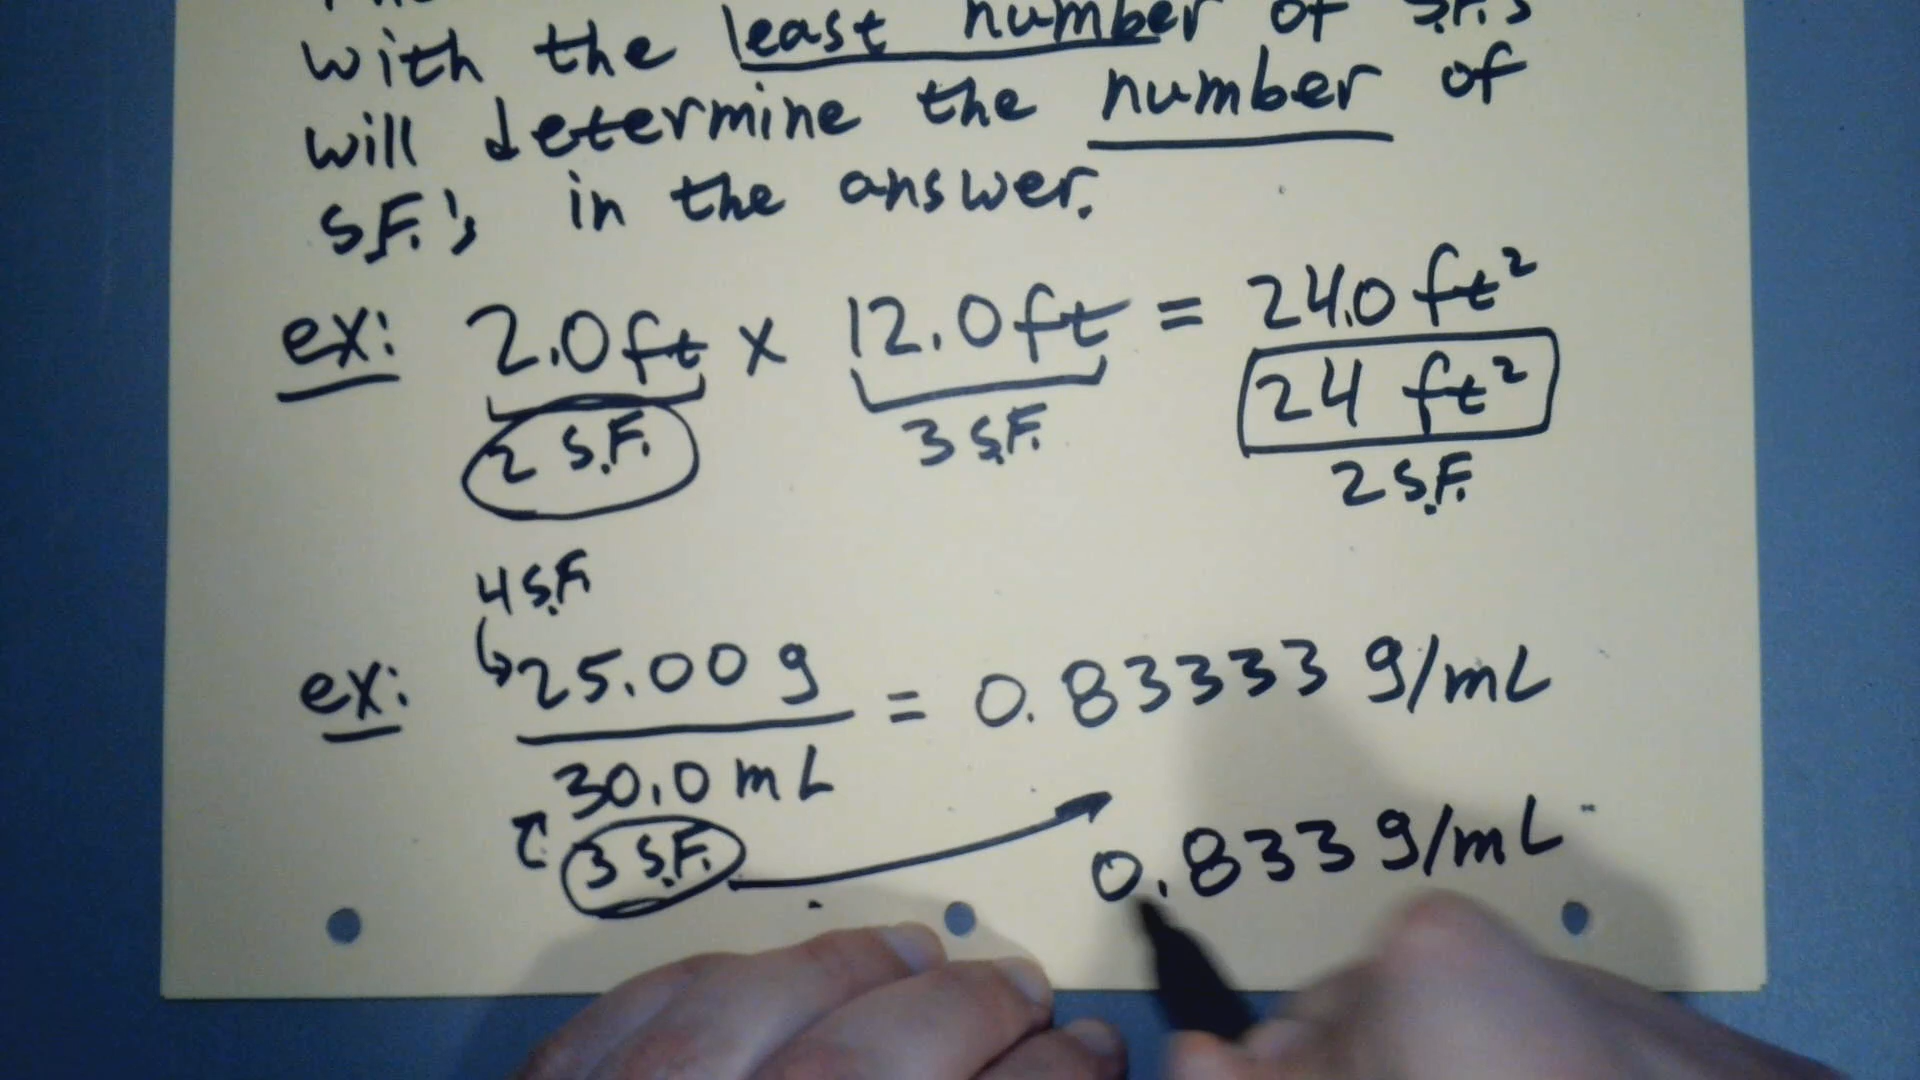 with the least number of S.F.'s
will determine the number of
S.F.'s in the answer.
ex: 2.0 ft x 12.0 ft = 24.0 ft²
24 ft²
2 S.F. 3 S.F. 2 S.F.
4 S.F.
ex: 25.00 g = 0.83333 g/mL
30.0 mL
3 S.F. 0.833 g/mL